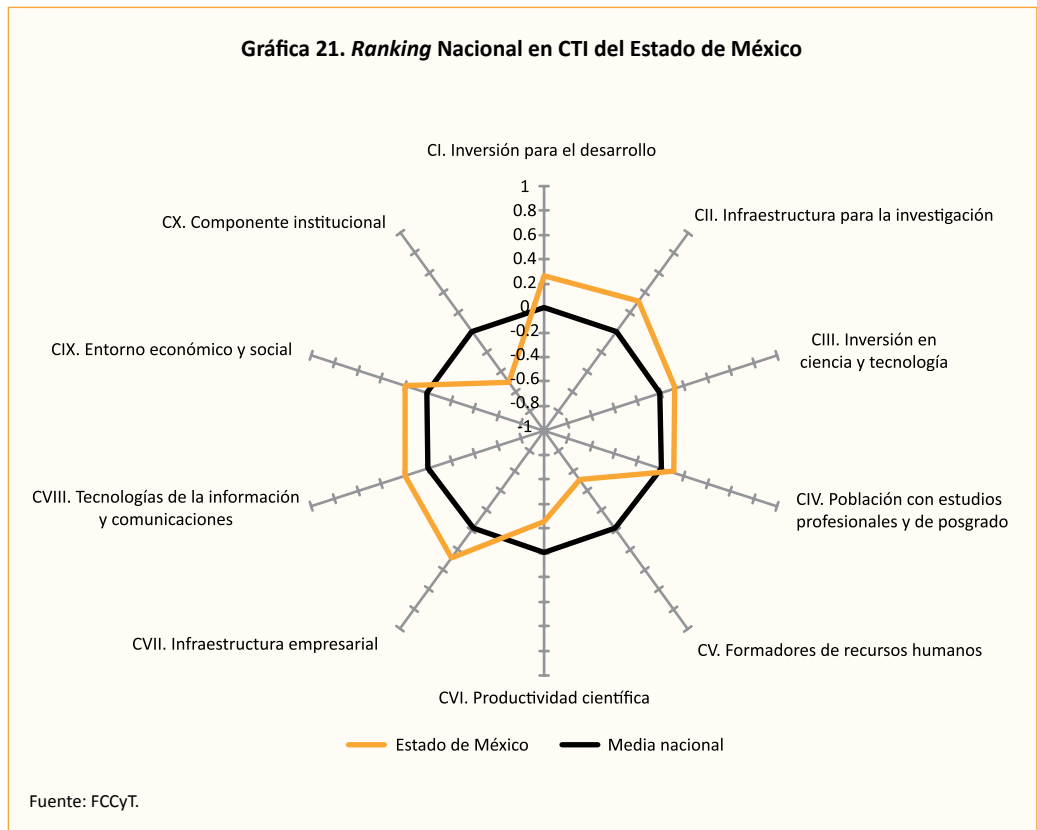 Gráfica 21. Ranking Nacional en CTI del Estado de México
CI. Inversión para el desarrollo
CX. Componente institucional
CII. Infraestructura para la investigación
1
0.8
0.6
0.4
0.2
0
-0.2
-0.4
-0.6
-0.8
-1
CIX. Entorno económico y social
CIII. Inversión en
ciencia y tecnología
CVIII. Tecnologías de la información
y comunicaciones
CIV. Población con estudios
profesionales y de posgrado
CVII. Infraestructura empresarial
CV. Formadores de recursos humanos
CVI. Productividad científica
Estado de México
Media nacional
Fuente: FCCyT.